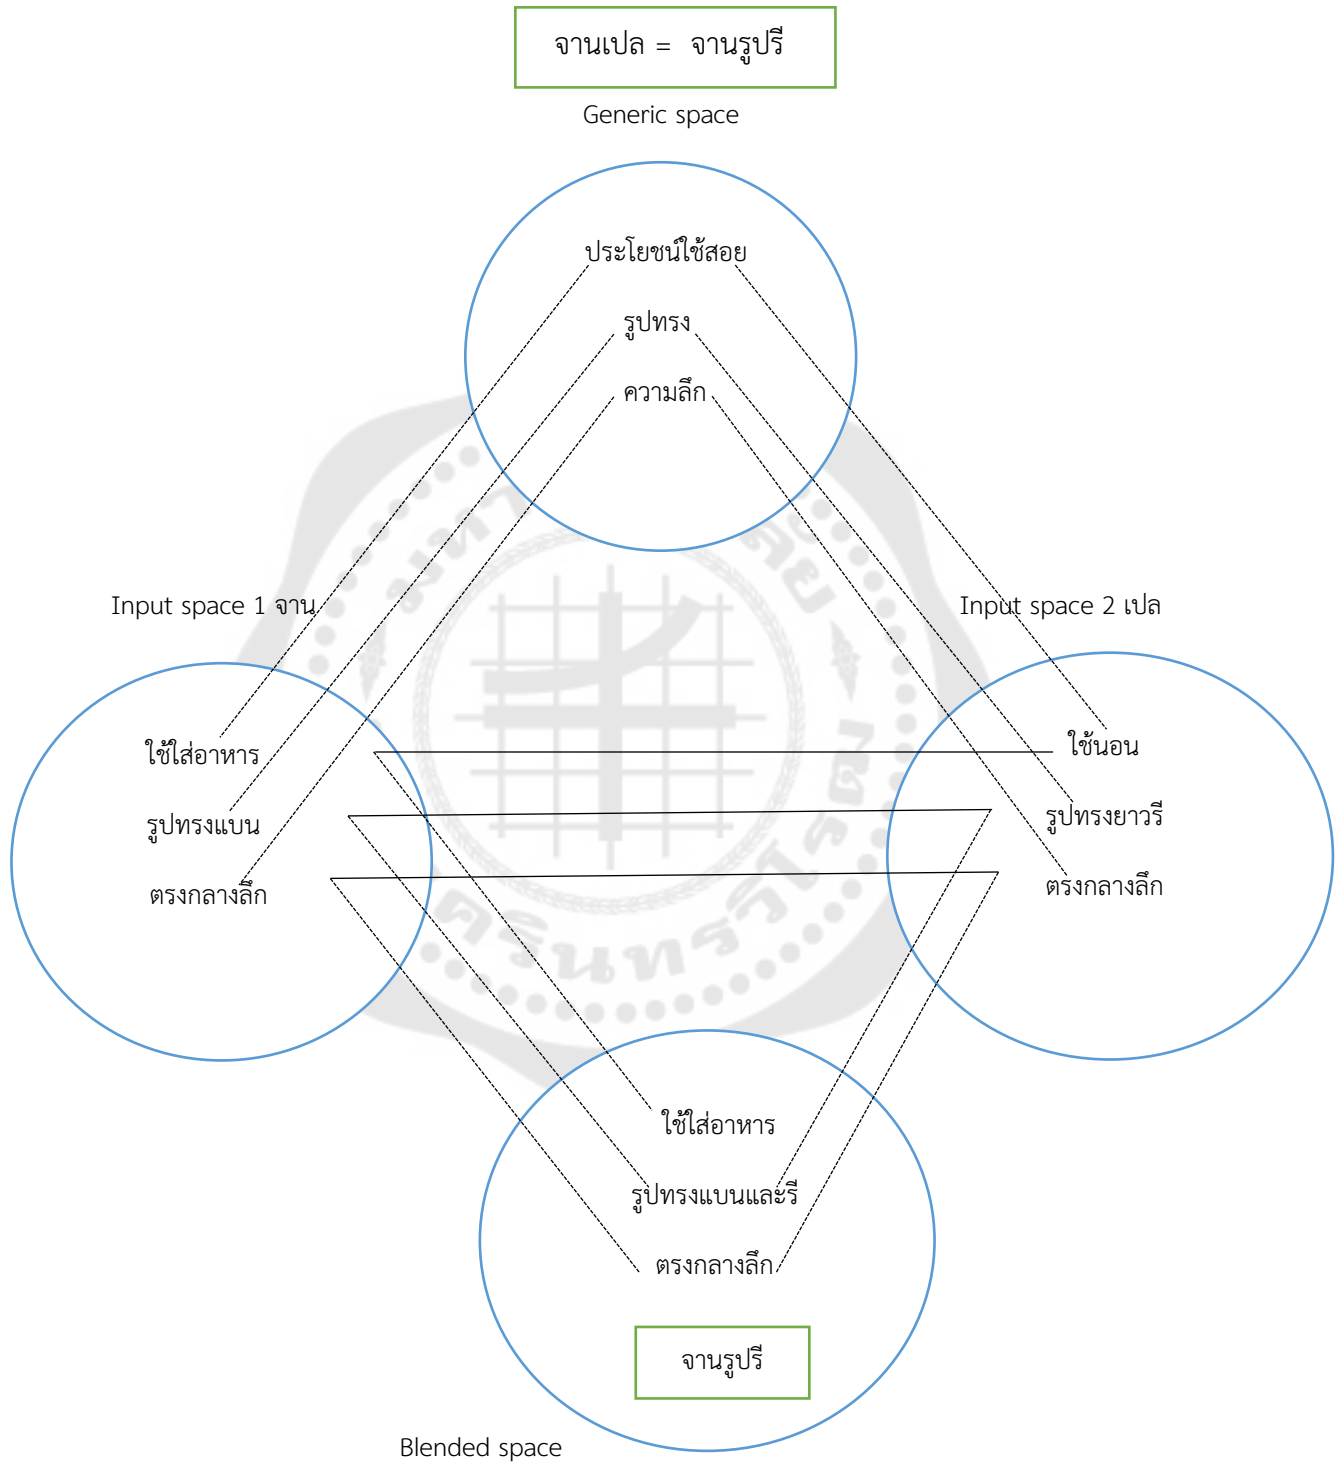 จานเปล = จานรูปรี
Generic space
ประโยชน์ใช้สอย
รูปทรง
ความลึก
Input space 1 จาน
Input space 2 เปล
ใช้ใส่อาหาร
รูปทรงแบน
ตรงกลางลึก
ใช้นอน
รูปทรงยาวรี
ตรงกลางลึก
ใช้ใส่อาหาร
รูปทรงแบนและรี
ตรงกลางลึก
จานรูปรี
Blended space